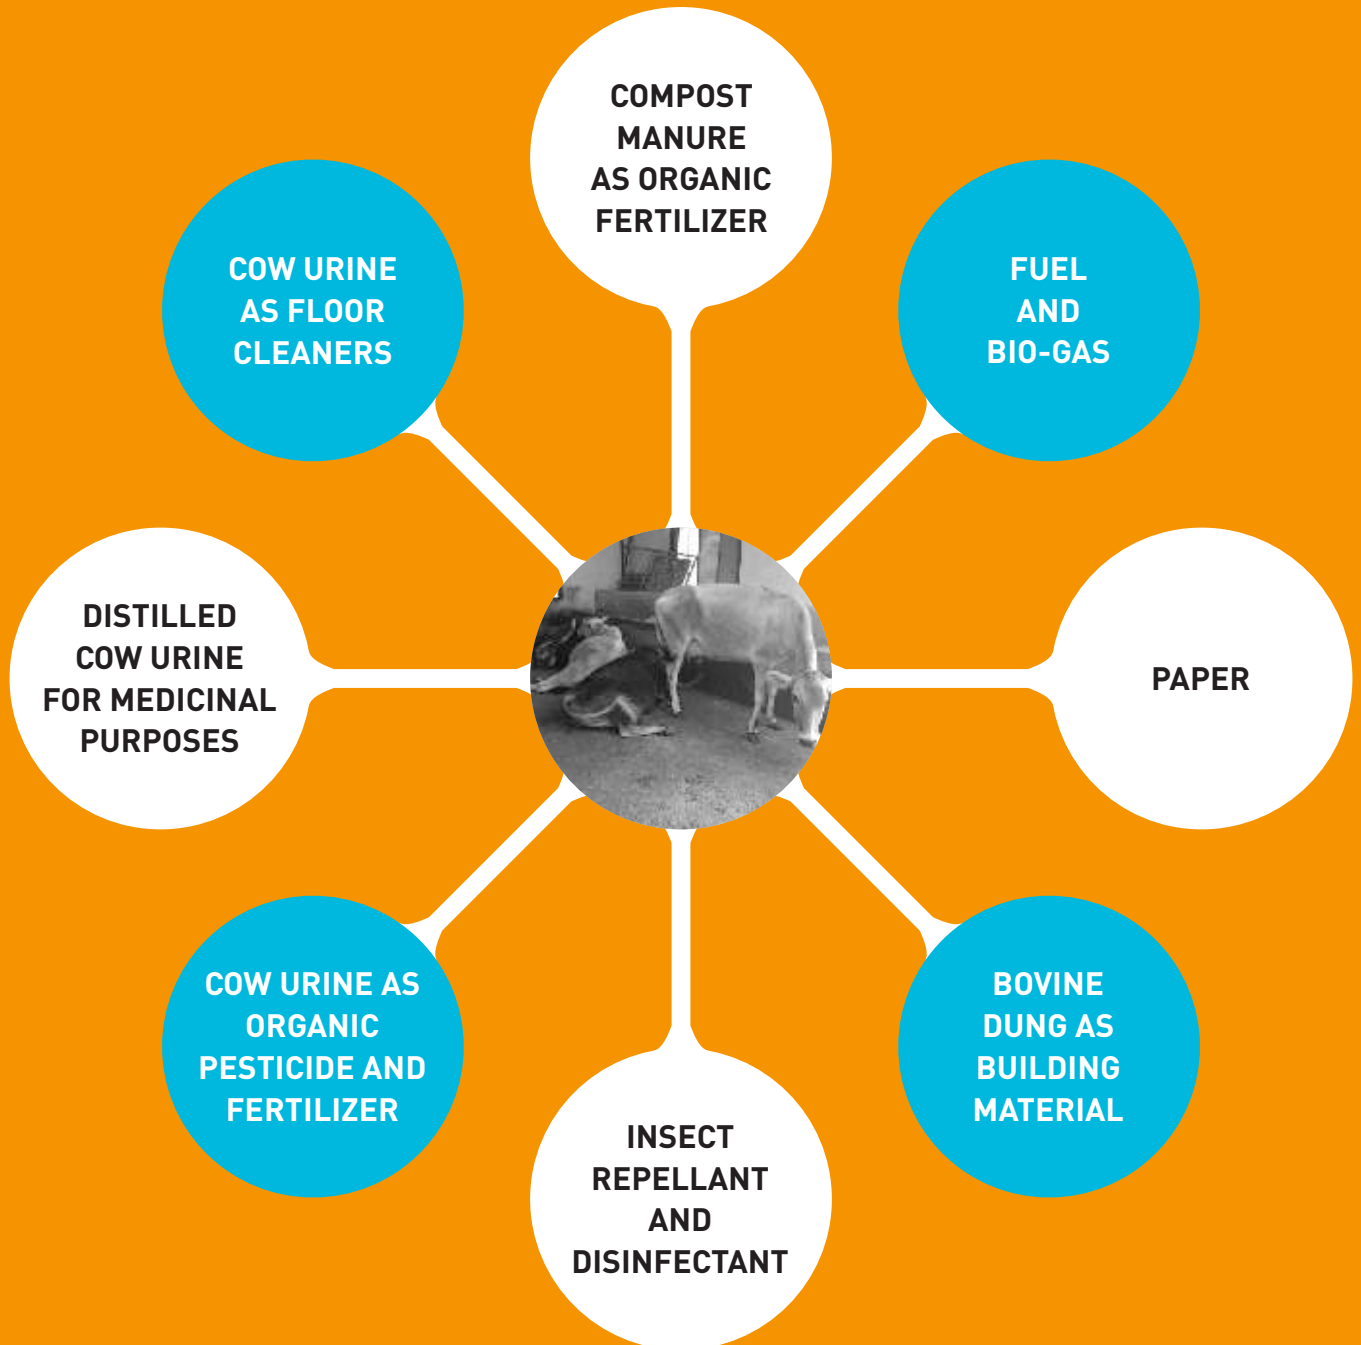 COMPOST
MANURE
AS ORGANIC
FERTILIZER
COW URINE
AS FLOOR
CLEANERS
FUEL
AND
BIO-GAS
DISTILLED
COW URINE
FOR MEDICINAL
PURPOSES
PAPER
COW URINE AS
ORGANIC
PESTICIDE AND
FERTILIZER
BOVINE
DUNG AS
BUILDING
MATERIAL
INSECT
REPELLANT
AND
DISINFECTANT